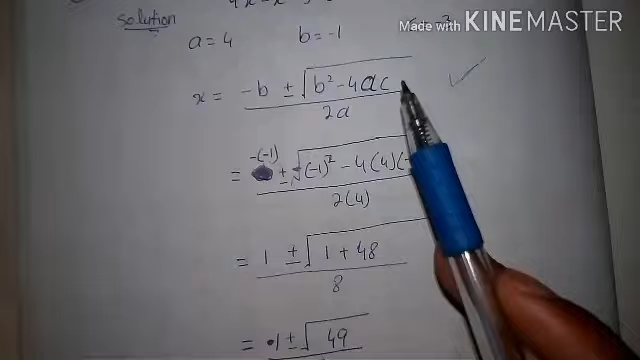 Made with KINEMASTER
solution
a = 4 b = -1
x = -b ± √b² - 4ac
2a
= -(-1) ± √(-1)² - 4(4)(-
2(4)
= 1 ± √1 + 48
8
= 1 ± √49